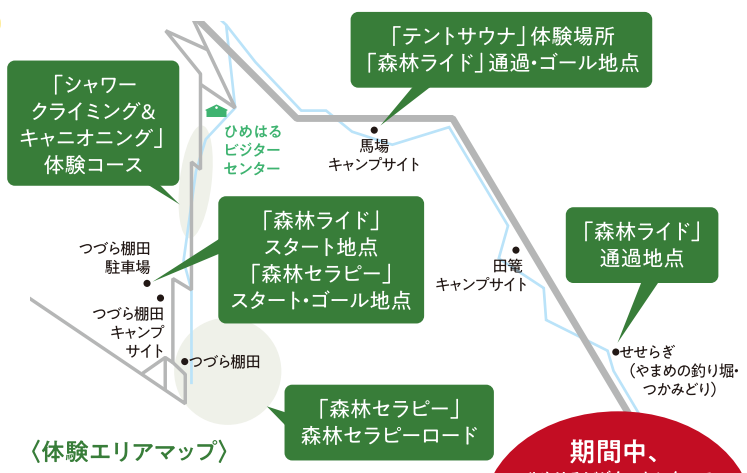 「テントサウナ」体験場所
「森林ライド」通過・ゴール地点
「シャワー
クライミング&
キャニオニング」
体験コース
ひめはる
ビジター
センター
馬場
キャンプサイト
「森林ライド」
スタート地点
「森林セラピー」
スタート・ゴール地点
「森林ライド」
通過地点
つづら棚田
駐車場
田篭
キャンプサイト
つづら棚田
キャンプ
サイト
せせらぎ
（やまめの釣り堀・
つかみどり）
つづら棚田
「森林セラピー」
森林セラピーロード
〈体験エリアマップ〉
期間中、